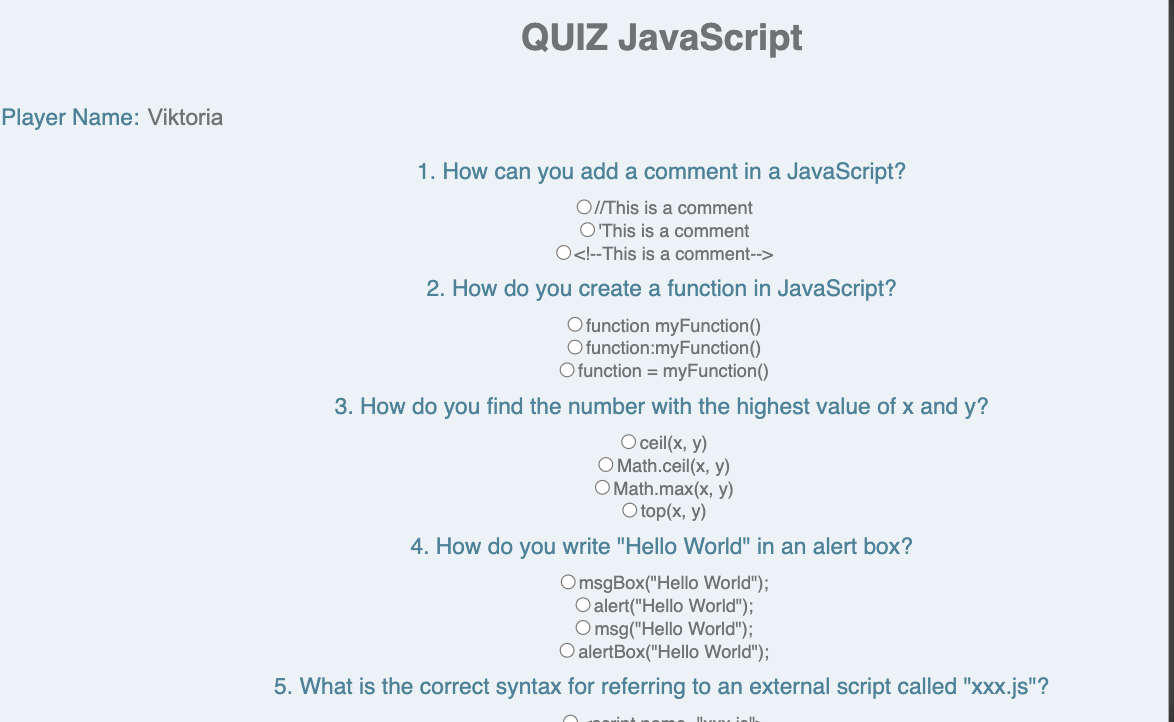 QUIZ JavaScript
Player Name: Viktoria
1. How can you add a comment in a JavaScript?
//This is a comment
'This is a comment
<!--This is a comment-->
2. How do you create a function in JavaScript?
function myFunction()
function:myFunction()
function = myFunction()
3. How do you find the number with the highest value of x and y?
ceil(x, y)
Math.ceil(x, y)
Math.max(x, y)
top(x, y)
4. How do you write "Hello World" in an alert box?
msgBox("Hello World");
alert("Hello World");
msg("Hello World");
alertBox("Hello World");
5. What is the correct syntax for referring to an external script called "xxx.js"?